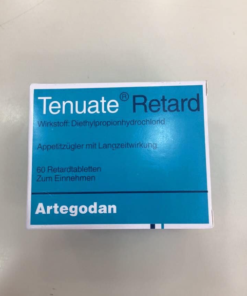 Tenuate® Retard
Wirkstoff: Diethylpropionhydrochlorid
Appetitzügler mit Langzeitwirkung
60 Retardtabletten
Zum Einnehmen
Artegodan